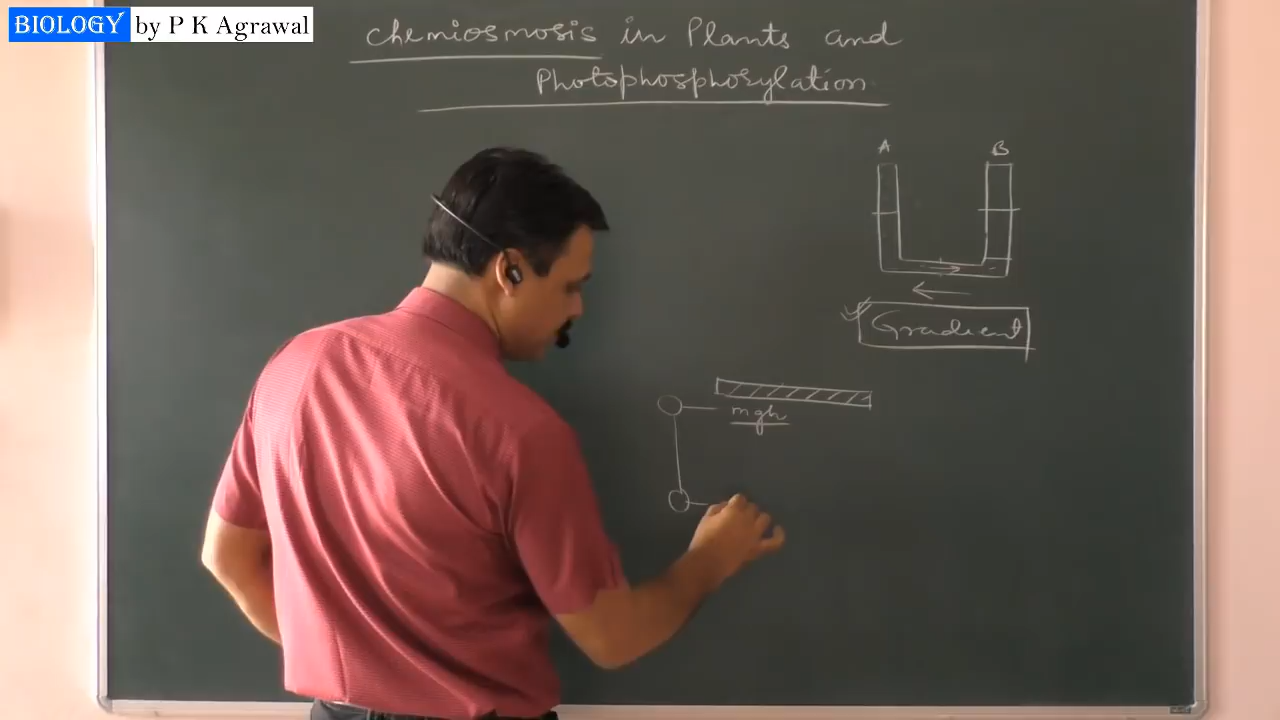 BIOLOGY by P K Agrawal
Chemiosmosis in Plants and
Photophosphorylation
A B
Gradient
mgh